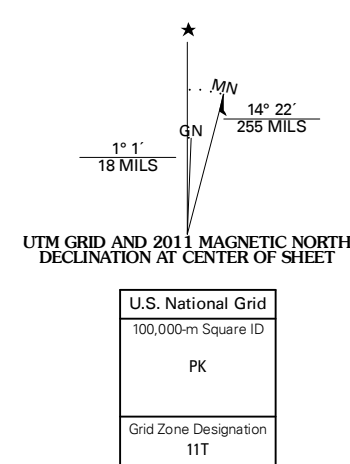 ★
MN
GN
14° 22´
255 MILS
1° 1´
18 MILS
UTM GRID AND 2011 MAGNETIC NORTH
DECLINATION AT CENTER OF SHEET
U.S. National Grid
100,000-m Square ID
PK
Grid Zone Designation
11T